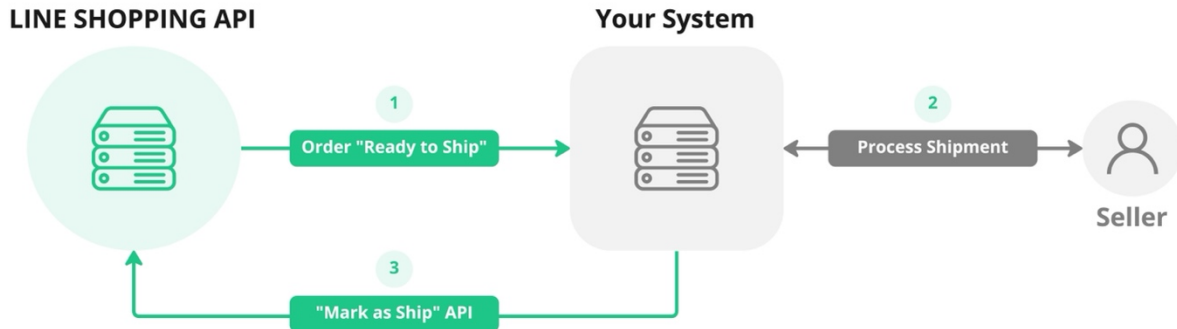 LINE SHOPPING API
Your System
1
Order "Ready to Ship"
2
Process Shipment
Seller
3
"Mark as Ship" API